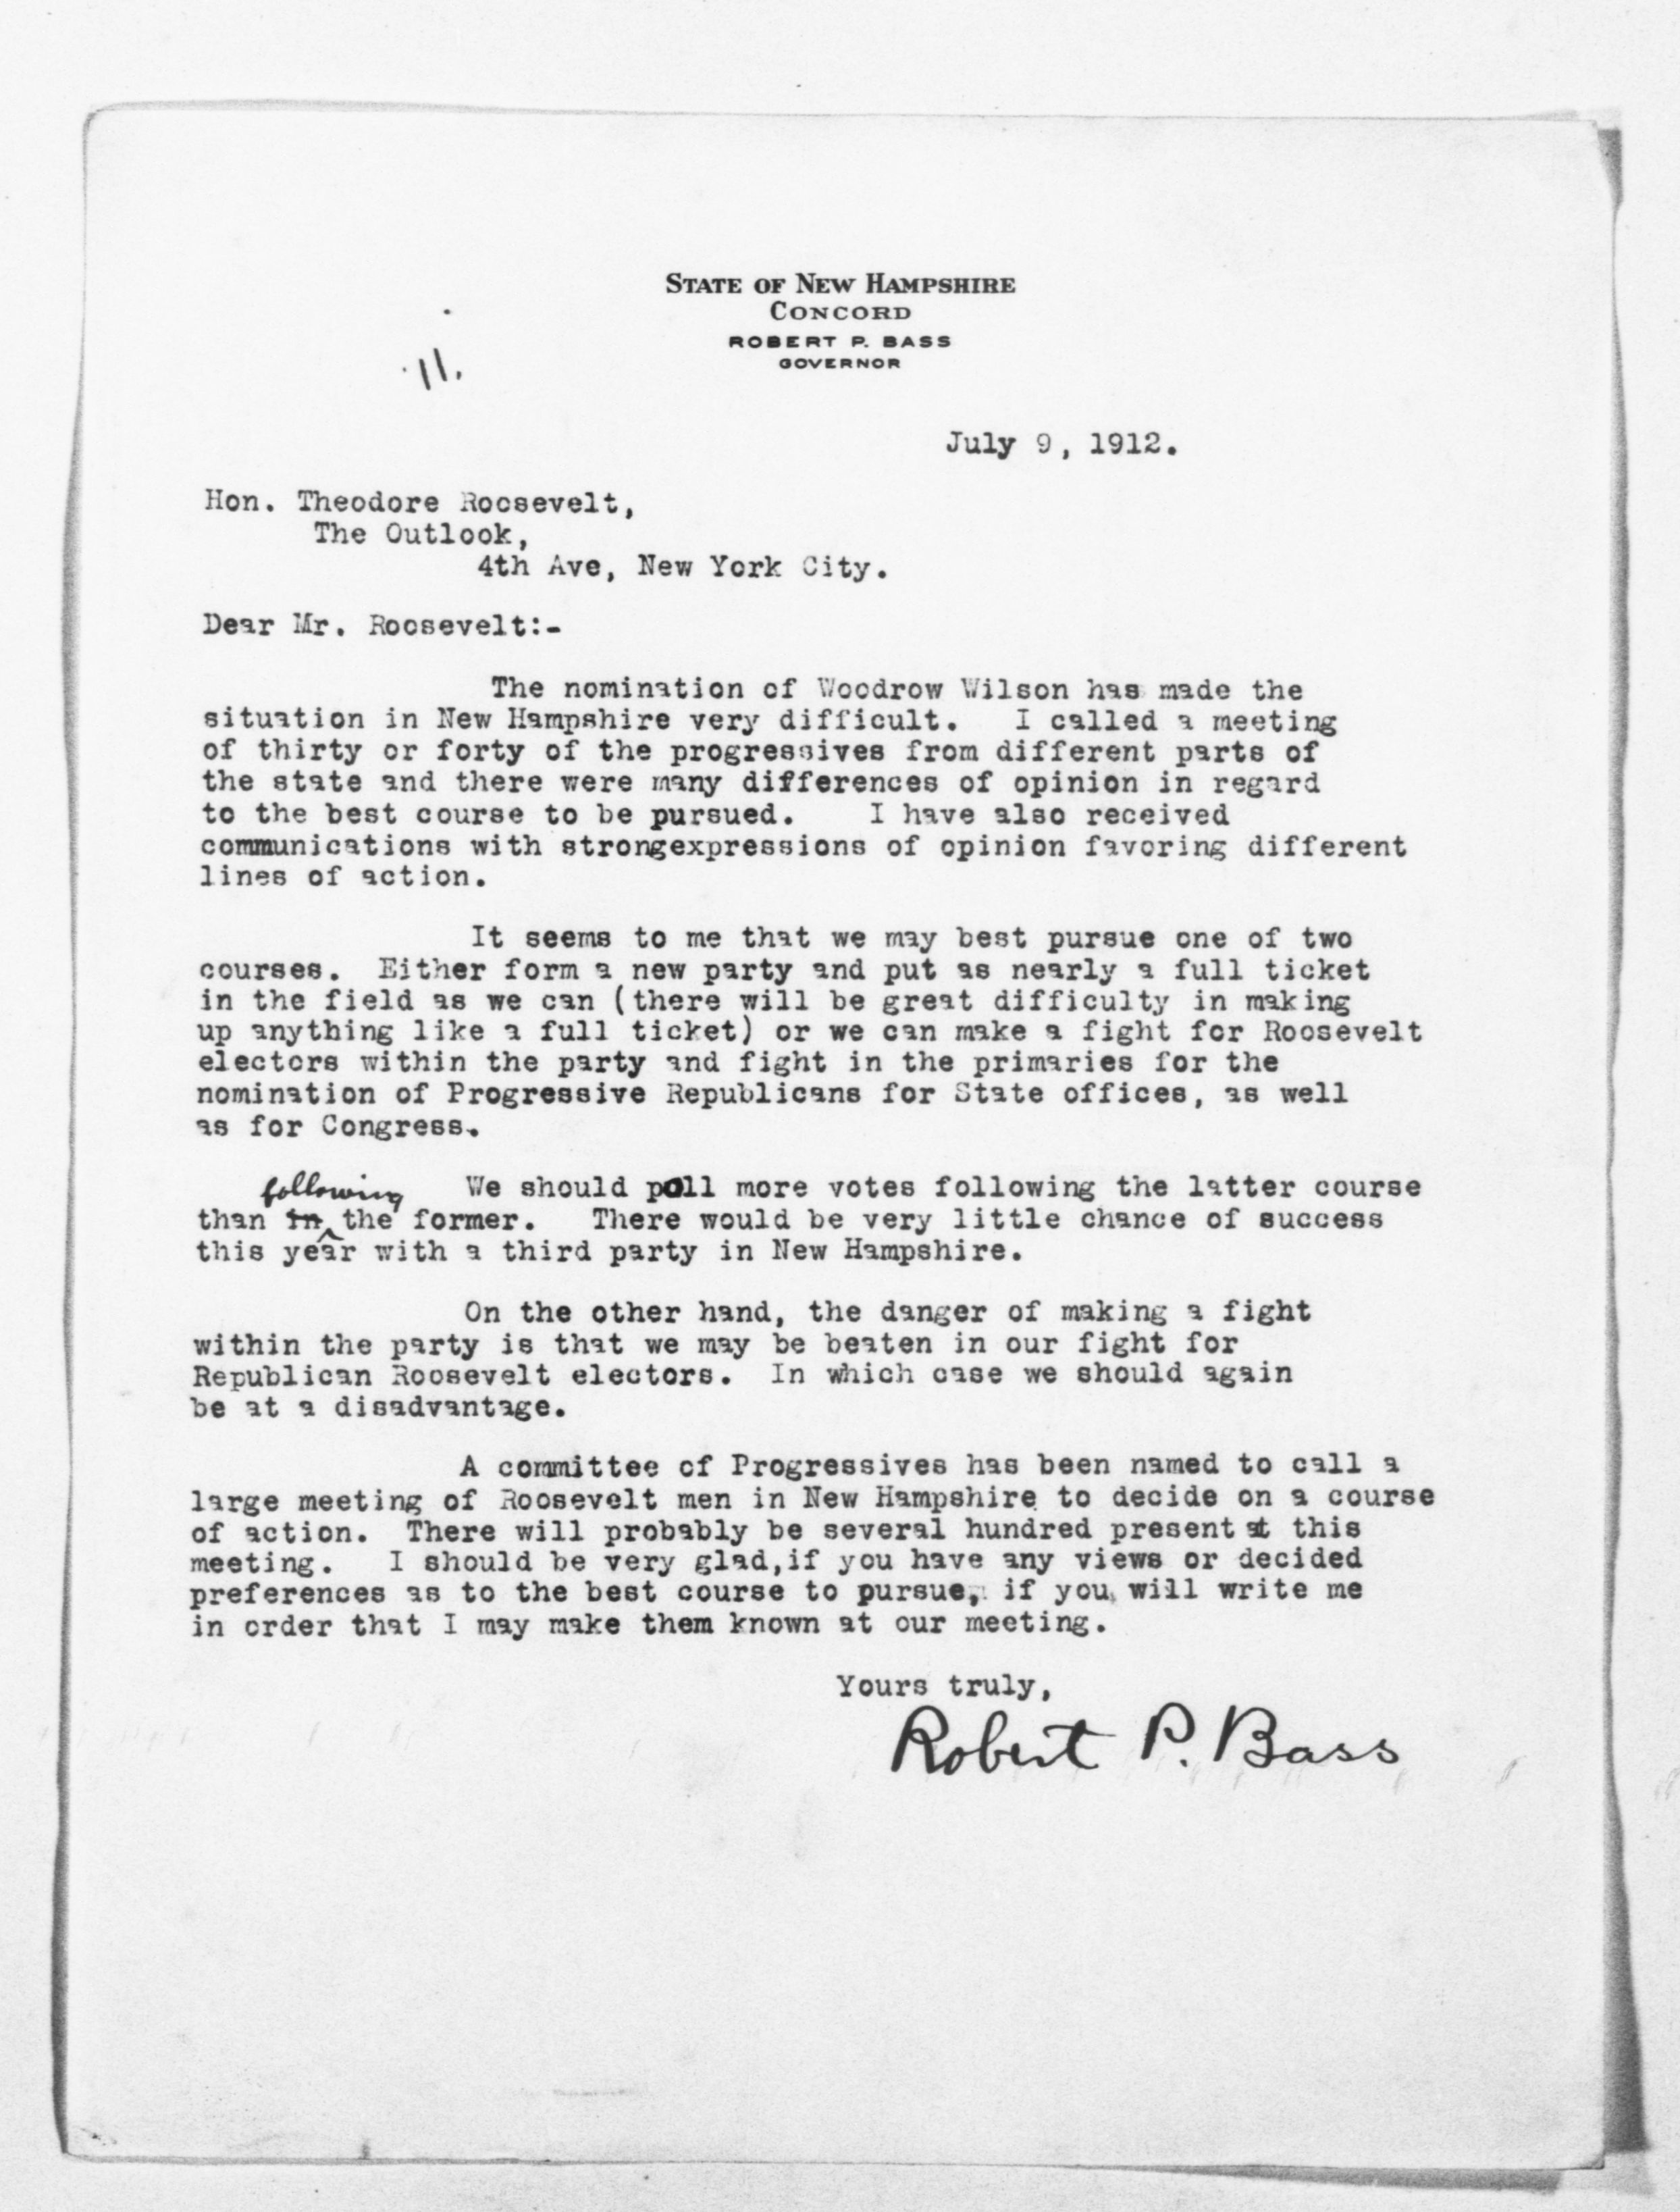 STATE OF NEW HAMPSHIRE
CONCORD
ROBERT P. BASS
GOVERNOR
11.
July 9, 1912.
Hon. Theodore Roosevelt,
The Outlook,
4th Ave, New York City.
Dear Mr. Roosevelt:-
The nomination of Woodrow Wilson has made the
situation in New Hampshire very difficult. I called a meeting
of thirty or forty of the progressives from different parts of
the state and there were many differences of opinion in regard
to the best course to be pursued. I have also received
communications with strongexpressions of opinion favoring different
lines of action.
It seems to me that we may best pursue one of two
courses. Either form a new party and put as nearly a full ticket
in the field as we can (there will be great difficulty in making
up anything like a full ticket) or we can make a fight for Roosevelt
electors within the party and fight in the primaries for the
nomination of Progressive Republicans for State offices, as well
as for Congress.
We should poll more votes following the latter course
following
than in the former. There would be very little chance of success
this year with a third party in New Hampshire.
On the other hand, the danger of making a fight
within the party is that we may be beaten in our fight for
Republican Roosevelt electors. In which case we should again
be at a disadvantage.
A committee of Progressives has been named to call a
large meeting of Roosevelt men in New Hampshire to decide on a course
of action. There will probably be several hundred present at this
meeting. I should be very glad,if you have any views or decided
preferences as to the best course to pursue, if you will write me
in order that I may make them known at our meeting.
Yours truly,
Robert P. Bass